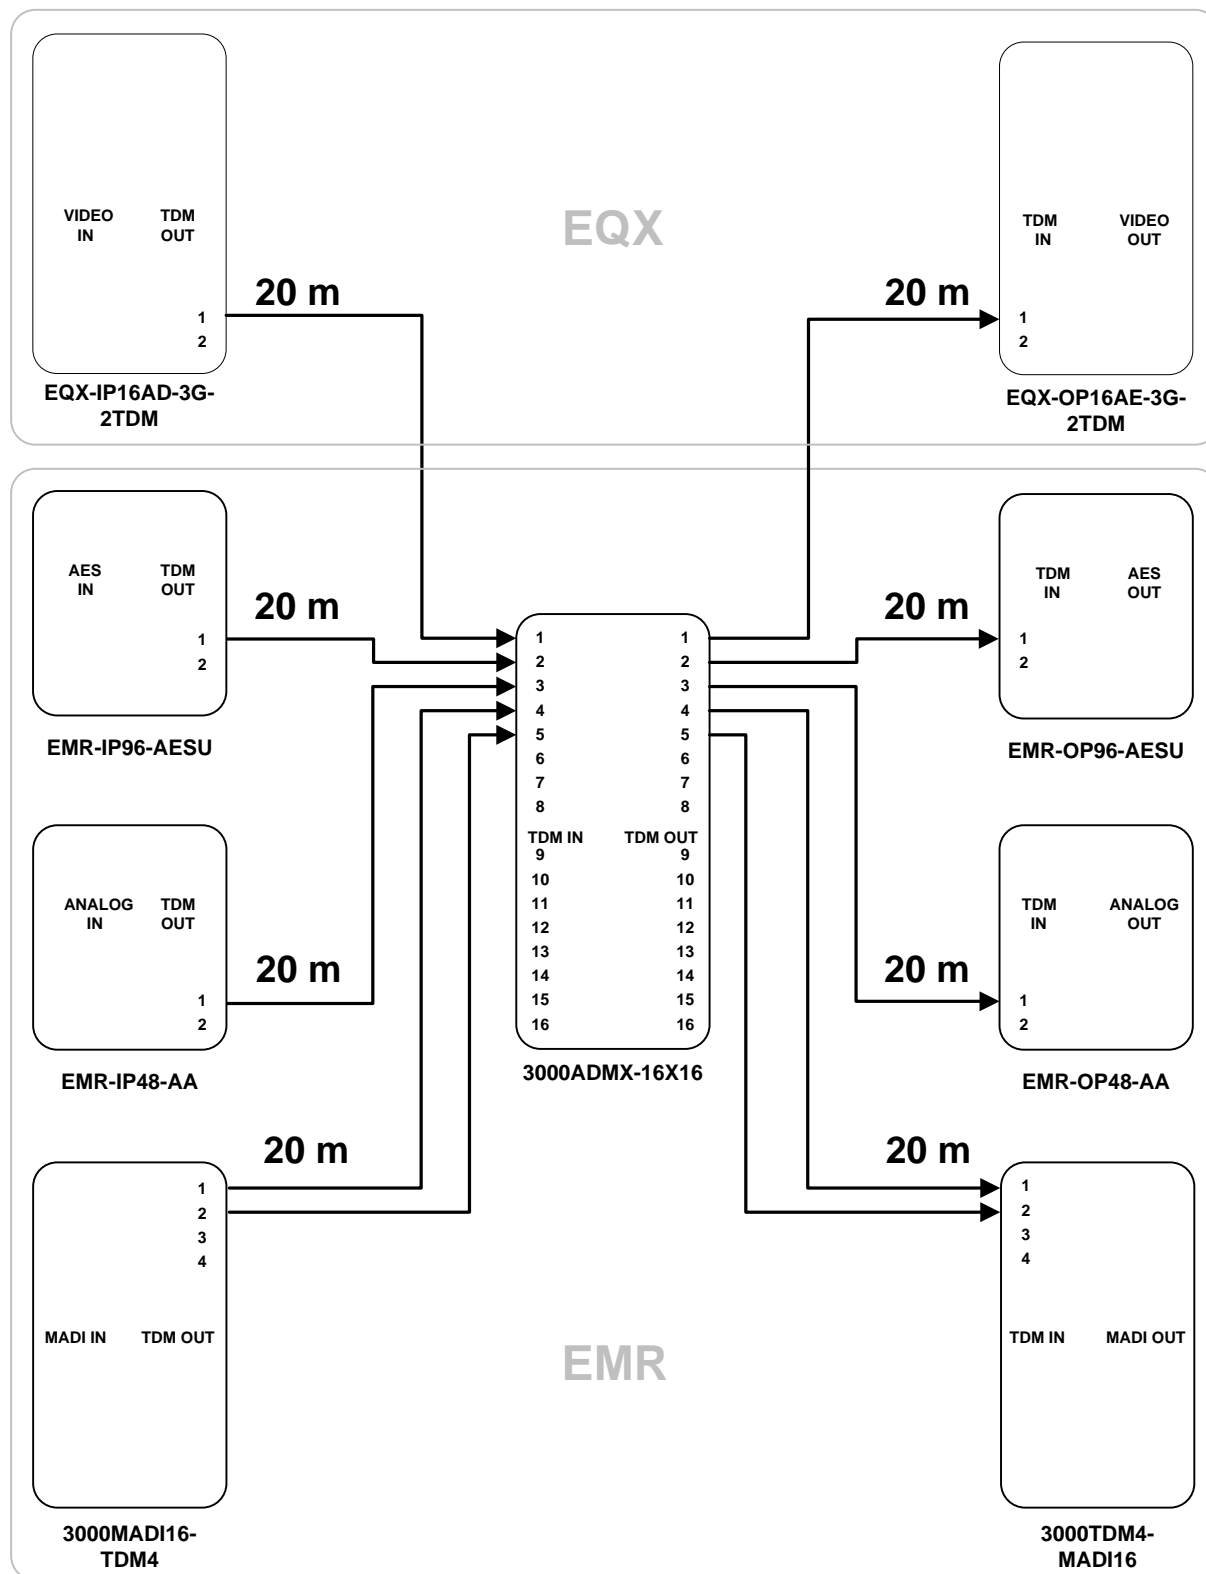 VIDEO IN
TDM OUT
20 m
1
2
EQX-IP16AD-3G-
2TDM
EQX
20 m
TDM IN
VIDEO OUT
1
2
EQX-OP16AE-3G-
2TDM
AES IN
TDM OUT
20 m
1
2
EMR-IP96-AESU
ANALOG IN
TDM OUT
20 m
1
2
EMR-IP48-AA
20 m
1
2
3
4
MADI IN
TDM OUT
3000MADI16-
TDM4
1
2
3
4
5
6
7
8
TDM IN
9
10
11
12
13
14
15
16
1
2
3
4
5
6
7
8
TDM OUT
9
10
11
12
13
14
15
16
3000ADMX-16X16
EMR
20 m
TDM IN
AES OUT
1
2
EMR-OP96-AESU
20 m
TDM IN
ANALOG OUT
1
2
EMR-OP48-AA
20 m
1
2
3
4
TDM IN
MADI OUT
3000TDM4-
MADI16